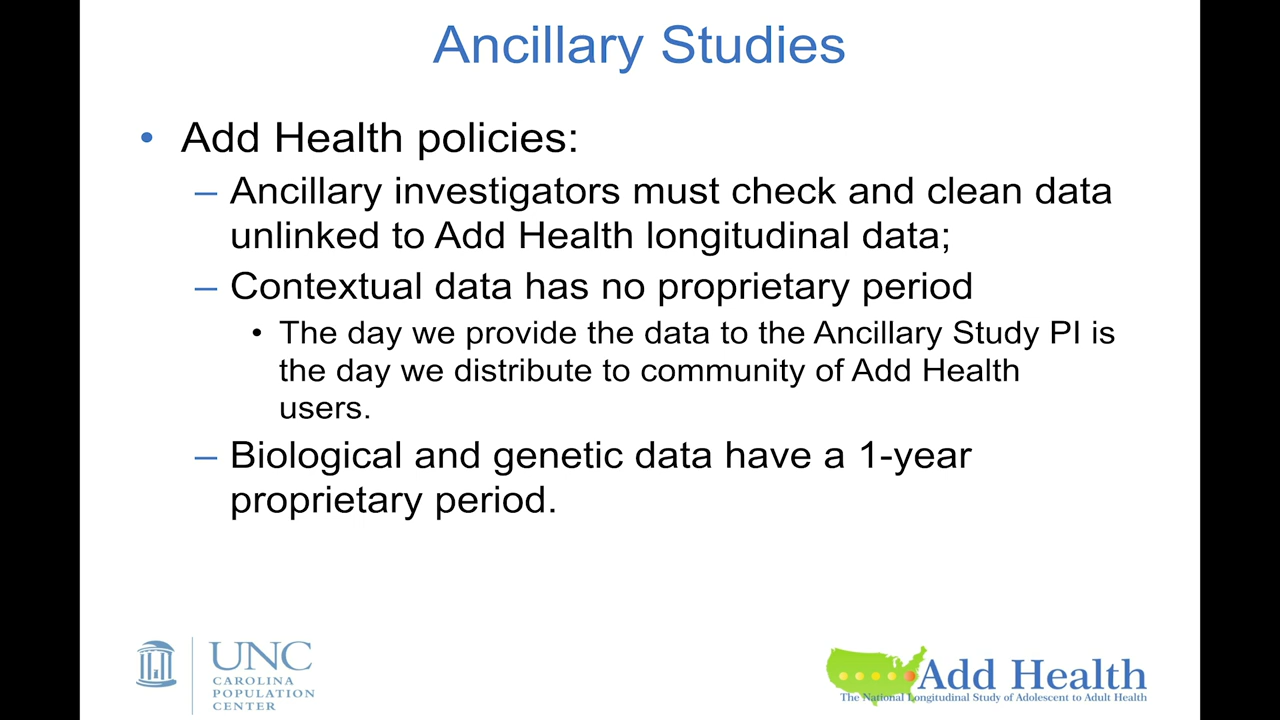 Ancillary Studies
• Add Health policies:
– Ancillary investigators must check and clean data
unlinked to Add Health longitudinal data;
– Contextual data has no proprietary period
• The day we provide the data to the Ancillary Study PI is
the day we distribute to community of Add Health
users.
– Biological and genetic data have a 1-year
proprietary period.
UNC
CAROLINA
POPULATION
CENTER
Add Health
The National Longitudinal Study of Adolescent to Adult Health